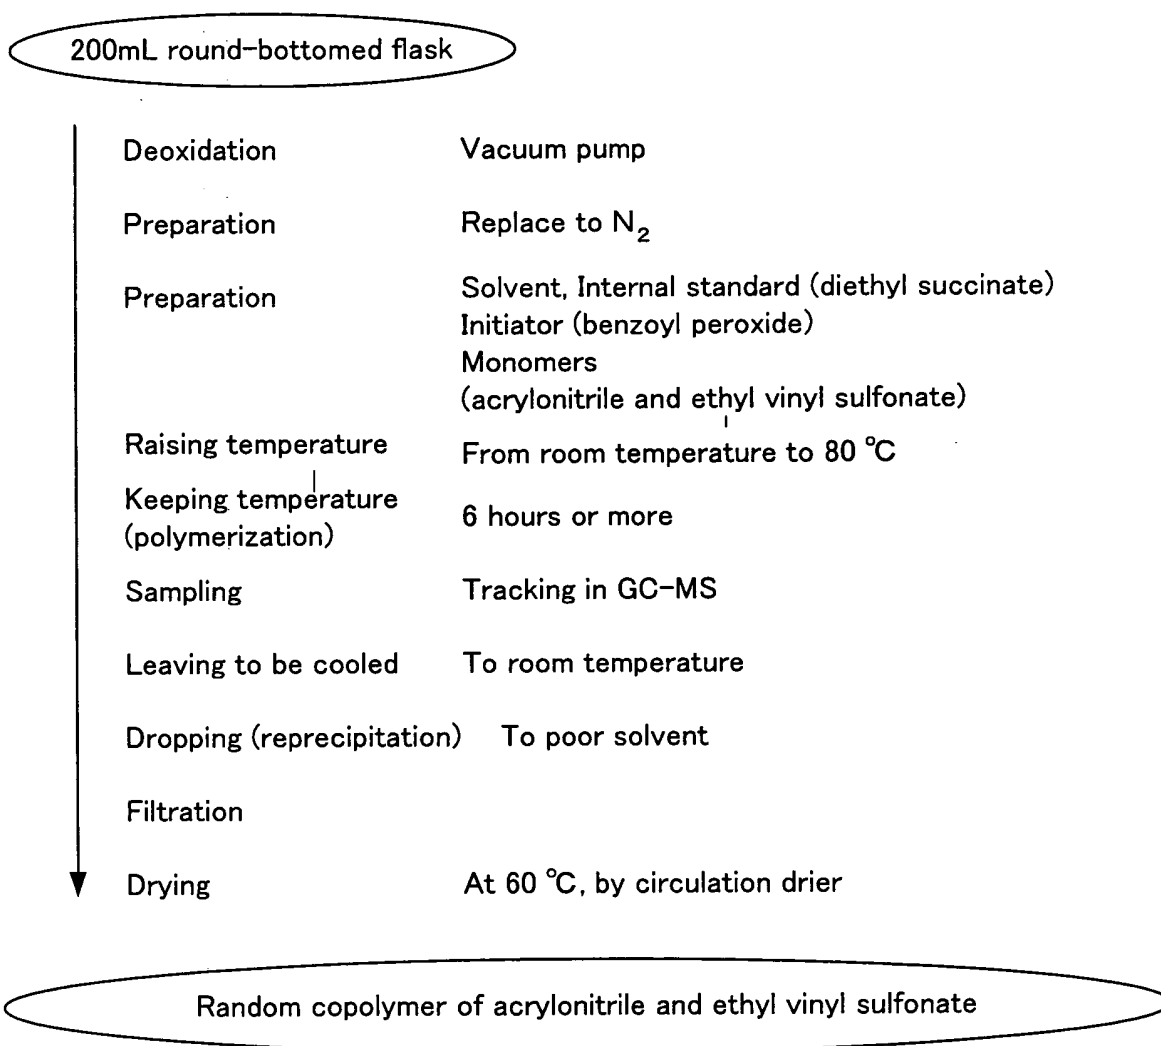 200mL round-bottomed flask
Deoxidation Vacuum pump
Preparation Replace to N₂
Preparation Solvent, Internal standard (diethyl succinate)
Initiator (benzoyl peroxide)
Monomers
(acrylonitrile and ethyl vinyl sulfonate)
Raising temperature From room temperature to 80 ℃
Keeping temperature
(polymerization) 6 hours or more
Sampling Tracking in GC-MS
Leaving to be cooled To room temperature
Dropping (reprecipitation) To poor solvent
Filtration
Drying At 60 ℃, by circulation drier
Random copolymer of acrylonitrile and ethyl vinyl sulfonate